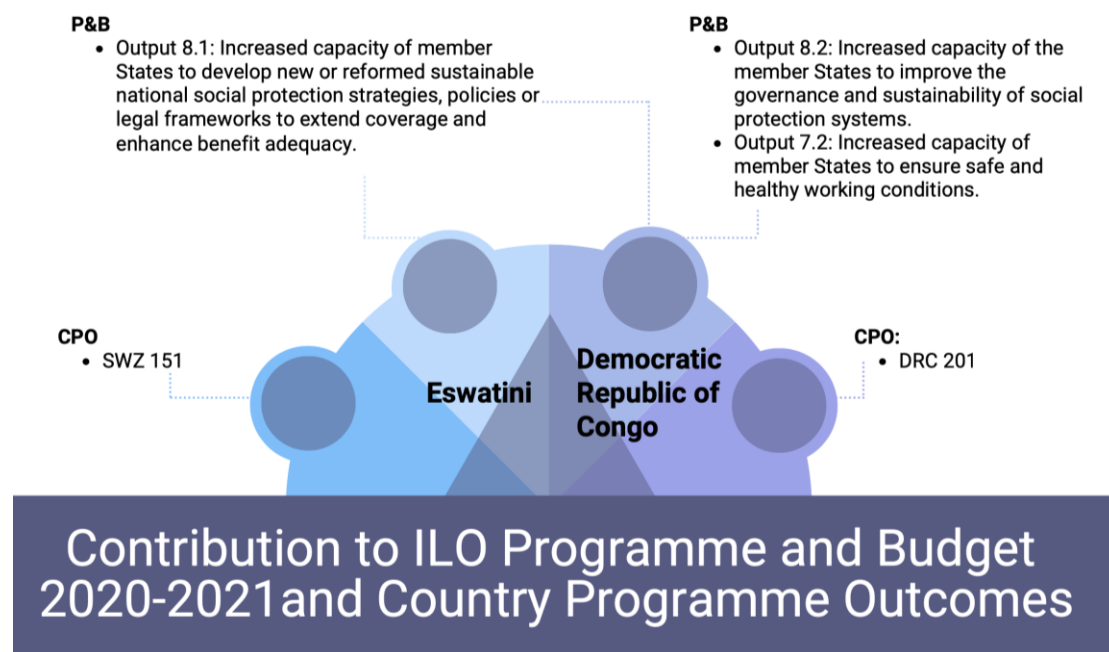 P&B
• Output 8.1: Increased capacity of member
States to develop new or reformed sustainable
national social protection strategies, policies or
legal frameworks to extend coverage and
enhance benefit adequacy.
P&B
• Output 8.2: Increased capacity of the
member States to improve the
governance and sustainability of social
protection systems.
• Output 7.2: Increased capacity of
member States to ensure safe and
healthy working conditions.
CPO
• SWZ 151
Eswatini
Democratic
Republic of
Congo
CPO:
• DRC 201
Contribution to ILO Programme and Budget
2020-2021and Country Programme Outcomes